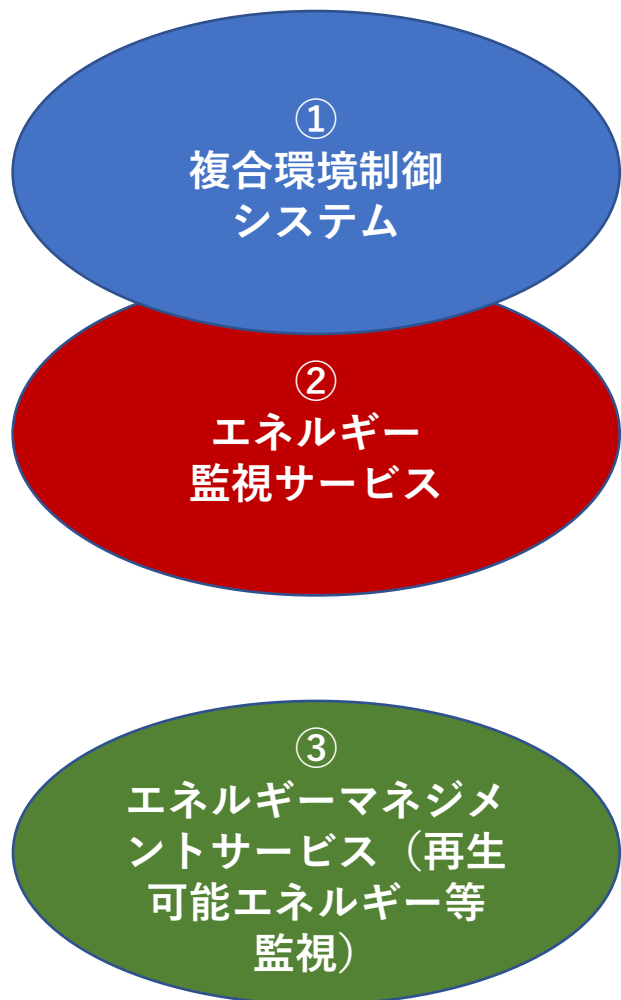 ①
複合環境制御
システム
②
エネルギー
監視サービス
③
エネルギーマネジメ
ントサービス（再生
可能エネルギー等
監視）